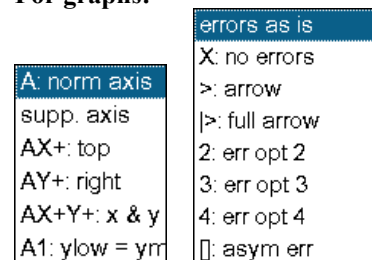 For graphs:
A: norm axis
supp. axis
AX+: top
AY+: right
AX+Y+: x & y
A1: ylow = ym
errors as is
X: no errors
>: arrow
|>: full arrow
2: err opt 2
3: err opt 3
4: err opt 4
[]: asym err